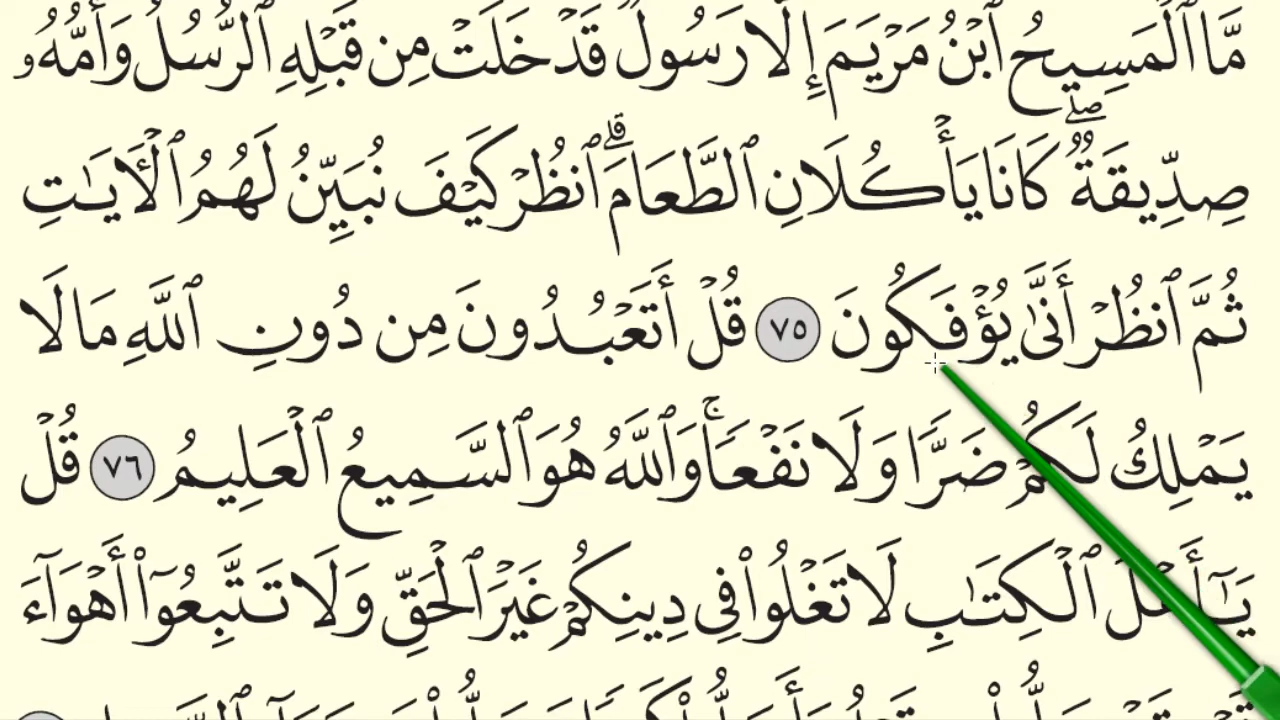 مَّا ٱلۡمَسِيحُ ٱبۡنُ مَرۡيَمَ إِلَّا رَسُولٞ قَدۡ خَلَتۡ مِن قَبۡلِهِ ٱلرُّسُلُ وَأُمُّهُۥ
صِدِّيقَةٞۖ كَانَا يَأۡكُلَانِ ٱلطَّعَامَۗ ٱنظُرۡ كَيۡفَ نُبَيِّنُ لَهُمُ ٱلۡأٓيَٰتِ
ثُمَّ ٱنظُرۡ أَنَّىٰ يُؤۡفَكُونَ ٧٥ قُلۡ أَتَعۡبُدُونَ مِن دُونِ ٱللَّهِ مَا لَا
يَمۡلِكُ لَكُمۡ ضَرّٗا وَلَا نَفۡعٗاۚ وَٱللَّهُ هُوَ ٱلسَّمِيعُ ٱلۡعَلِيمُ ٧٦ قُلۡ
يَٰٓأَهۡلَ ٱلۡكِتَٰبِ لَا تَغۡلُواْ فِي دِينِكُمۡ غَيۡرَ ٱلۡحَقِّ وَلَا تَتَّبِعُوٓاْ أَهۡوَآءَ